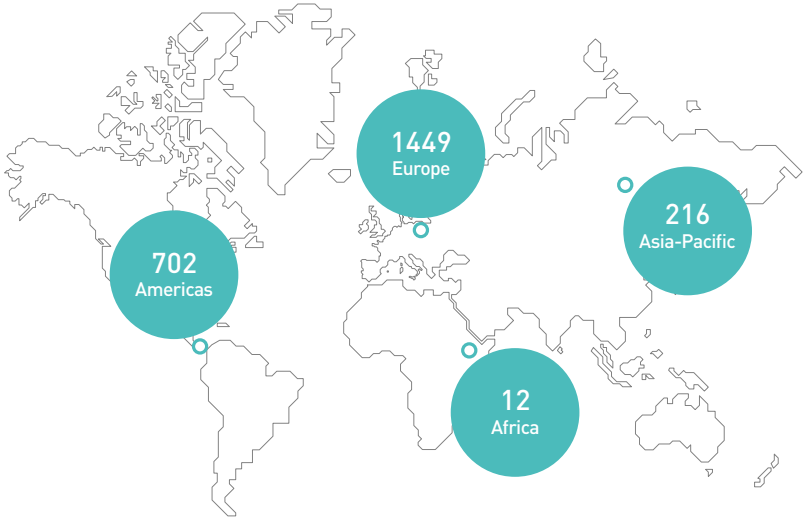 1449
Europe
216
Asia-Pacific
702
Americas
12
Africa